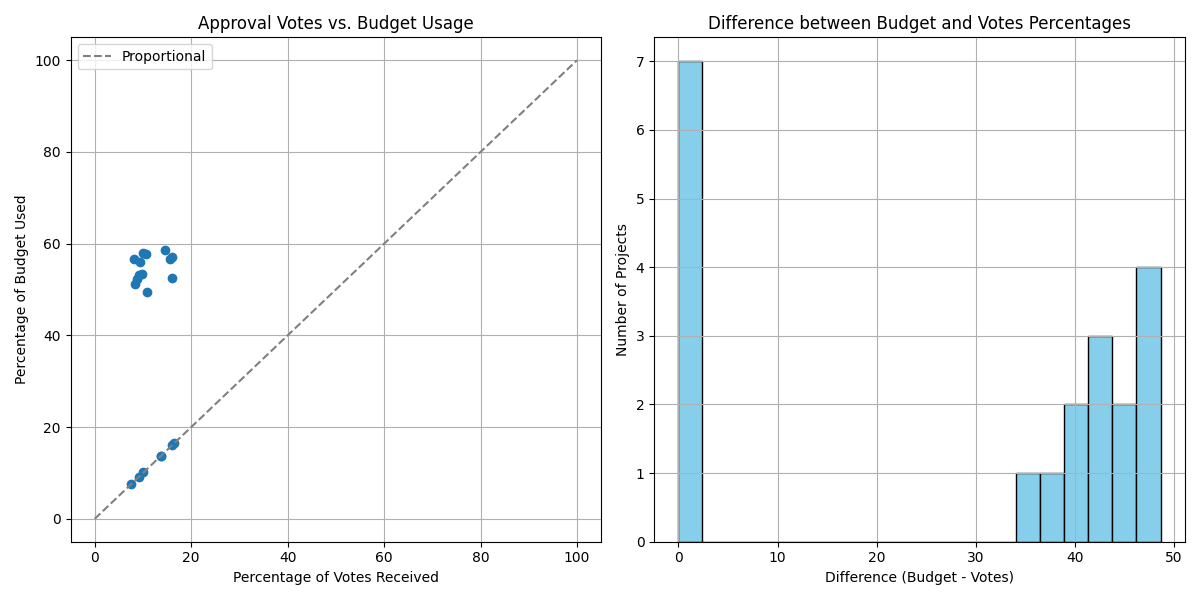 Approval Votes vs. Budget Usage
Proportional
100
80
60
40
20
0
Percentage of Budget Used
0 20 40 60 80 100
Percentage of Votes Received
Difference between Budget and Votes Percentages
7
6
5
4
3
2
1
0
Number of Projects
0 10 20 30 40 50
Difference (Budget - Votes)